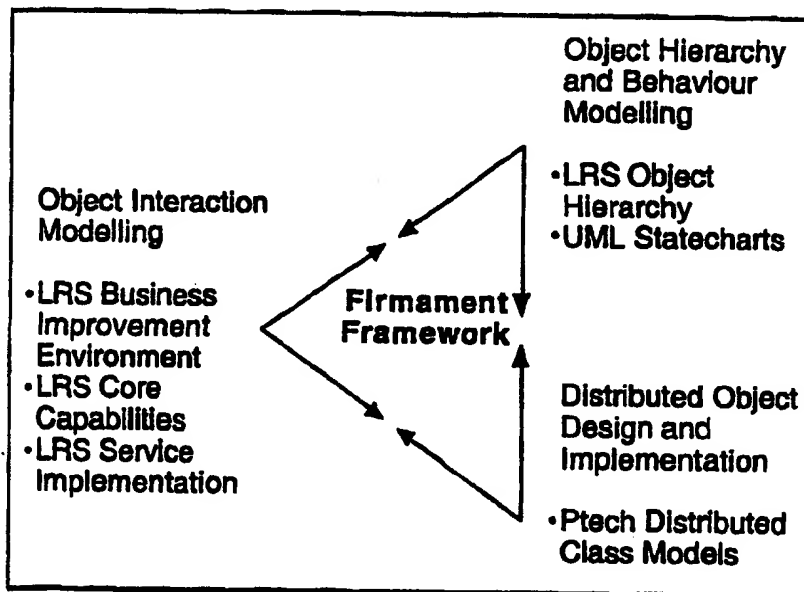 Object Hierarchy
and Behaviour
Modelling
•LRS Object
Hierarchy
•UML Statecharts
Object Interaction
Modelling
•LRS Business
Improvement
Environment
•LRS Core
Capabilities
•LRS Service
Implementation
Firmament
Framework
Distributed Object
Design and
Implementation
•Ptech Distributed
Class Models